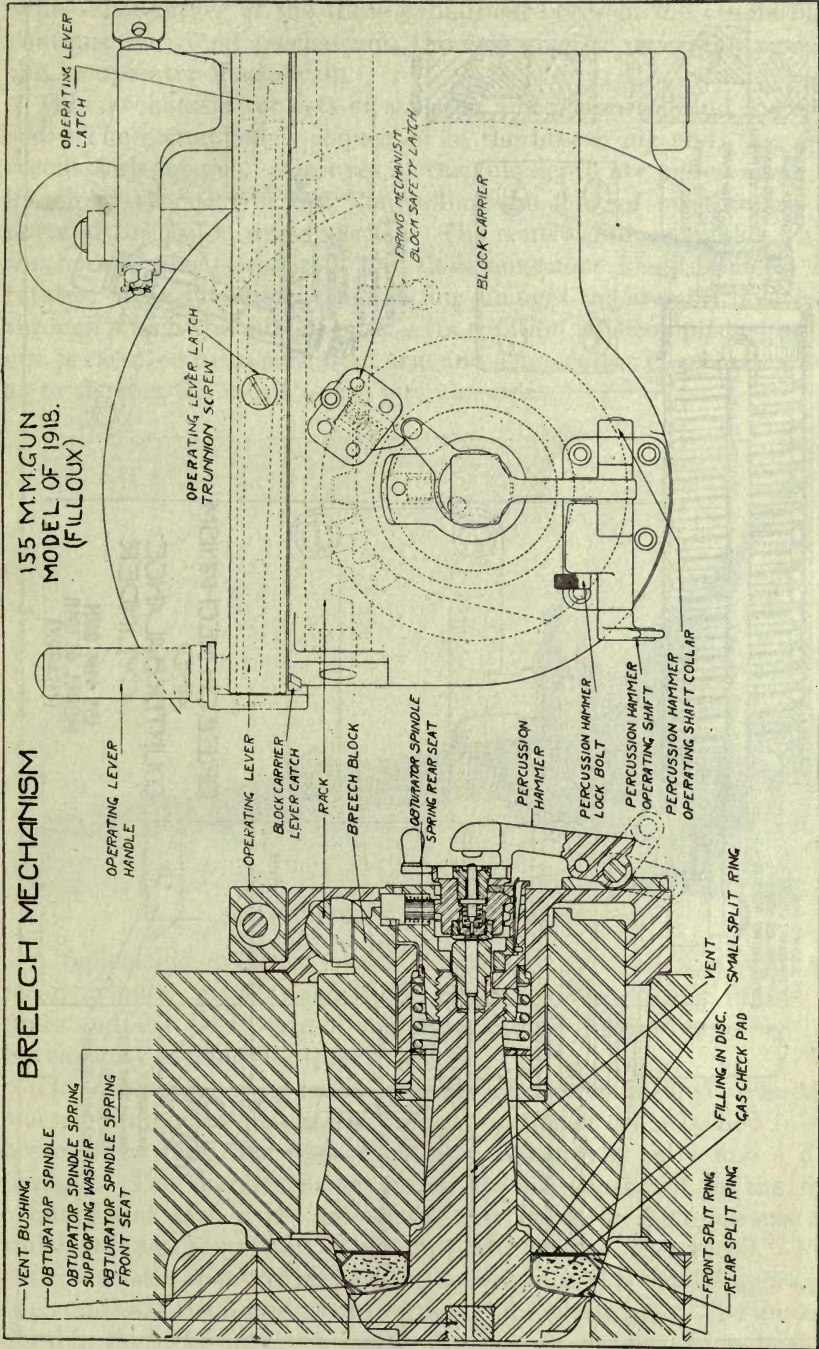 BREECH MECHANISM
155 M.M.GUN
MODEL OF 1918.
(FILLOUX)
VENT BUSHING
OBTURATOR SPINDLE
OBTURATOR SPINDLE SPRING
SUPPORTING WASHER
OBTURATOR SPINDLE SPRING
FRONT SEAT
OPERATING LEVER
HANDLE
OPERATING LEVER
BLOCK CARRIER
LEVER CATCH
RACK
BREECH BLOCK
OBTURATOR SPINDLE
SPRING REAR SEAT
PERCUSSION
HAMMER
OPERATING LEVER
LATCH
OPERATING LEVER LATCH
TRUNNION SCREW
FIRING MECHANISM
BLOCK SAFETY LATCH
BLOCK CARRIER
PERCUSSION HAMMER
LOCK BOLT
PERCUSSION HAMMER
OPERATING SHAFT
PERCUSSION HAMMER
OPERATING SHAFT COLLAR
FRONT SPLIT RING
REAR SPLIT RING
FILLING IN DISC.
GAS CHECK PAD
VENT
SMALL SPLIT RING